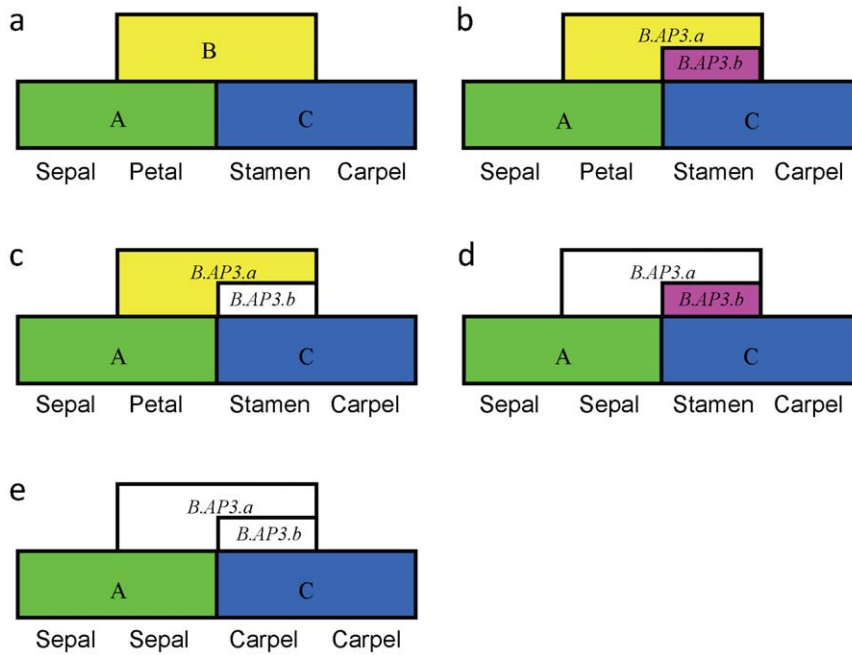 a
B
A C
Sepal Petal Stamen Carpel
b
B.AP3.a
B.AP3.b
A C
Sepal Petal Stamen Carpel
c
B.AP3.a
B.AP3.b
A C
Sepal Petal Stamen Carpel
d
B.AP3.a
B.AP3.b
A C
Sepal Sepal Stamen Carpel
e
B.AP3.a
B.AP3.b
A C
Sepal Sepal Carpel Carpel